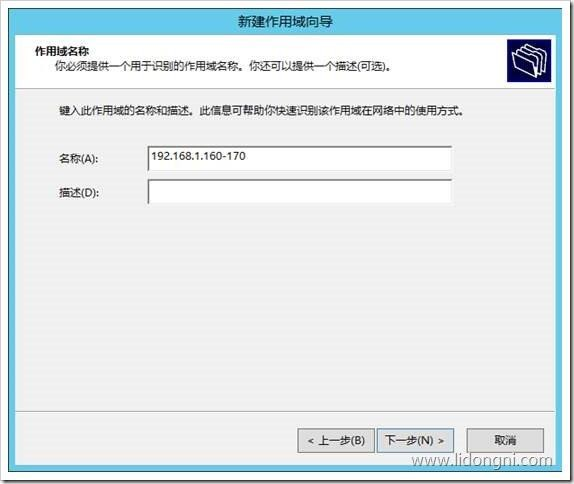 新建作用域向导
作用域名称
你必须提供一个用于识别的作用域名称。你还可以提供一个描述(可选)。
键入此作用域的名称和描述。此信息可帮助你快速识别该作用域在网络中的使用方式。
名称(A): 192.168.1.160-170
描述(D):
< 上一步(B) 下一步(N) > 取消
www.lidongni.com